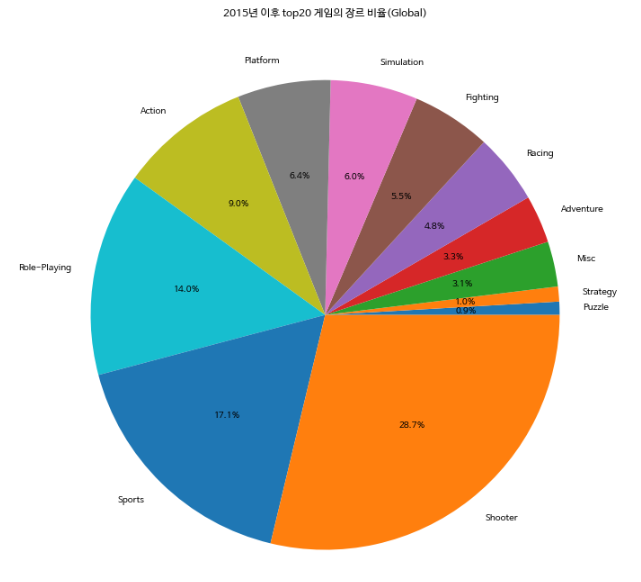 2015년 이후 top20 게임의 장르 비율(Global)
Platform
Simulation
Action
Fighting
Racing
Adventure
Misc
Strategy
Puzzle
Role-Playing
Sports
Shooter
6.4%
6.0%
5.5%
9.0%
4.8%
3.3%
3.1%
1.0%
0.9%
14.0%
17.1%
28.7%